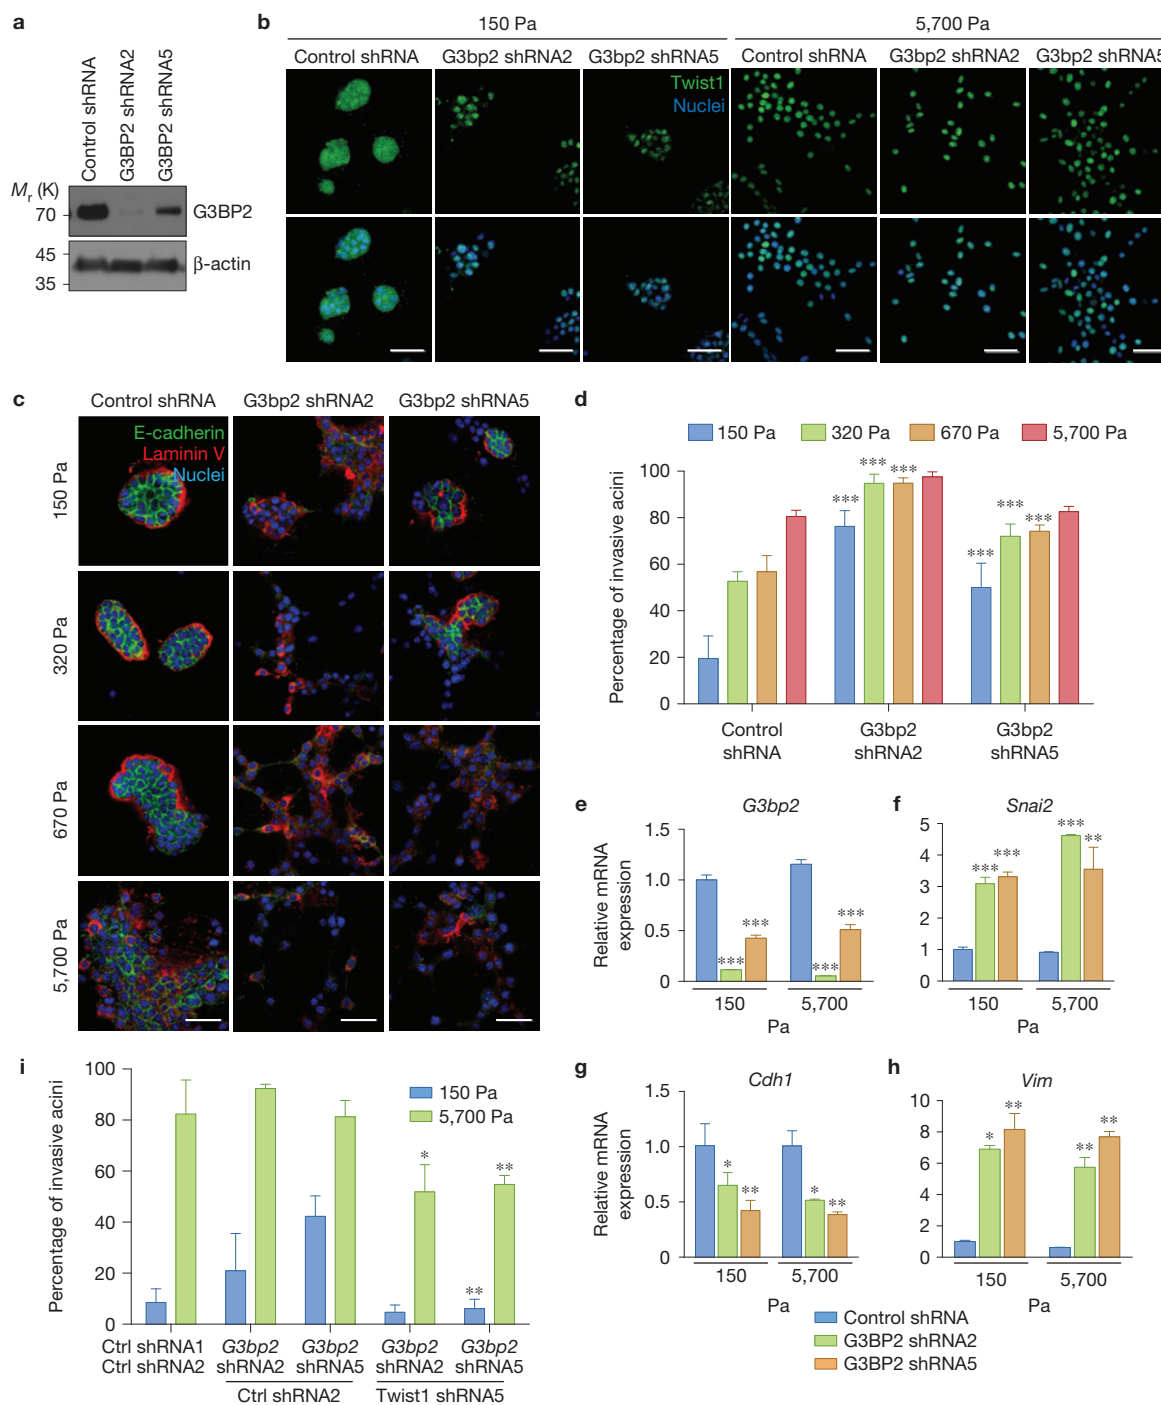 a
Control shRNA
G3BP2 shRNA2
G3BP2 shRNA5
Mr (K)
70
G3BP2
45
β-actin
35
b
150 Pa
5,700 Pa
Control shRNA
G3bp2 shRNA2
G3bp2 shRNA5
Control shRNA
G3bp2 shRNA2
G3bp2 shRNA5
Twist1
Nuclei
c
Control shRNA
G3bp2 shRNA2
G3bp2 shRNA5
E-cadherin
Laminin V
Nuclei
150 Pa
320 Pa
670 Pa
5,700 Pa
d
150 Pa
320 Pa
670 Pa
5,700 Pa
Percentage of invasive acini
100
80
60
40
20
0
***
***
***
***
***
***
Control
shRNA
G3bp2
shRNA2
G3bp2
shRNA5
e
G3bp2
Relative mRNA
expression
1.5
1.0
0.5
0
***
***
***
***
150
5,700
Pa
f
Snai2
5
4
3
2
1
0
***
***
***
**
150
5,700
Pa
g
Cdh1
Relative mRNA
expression
1.5
1.0
0.5
0
*
**
*
**
150
5,700
Pa
h
Vim
10
8
6
4
2
0
*
**
**
**
150
5,700
Pa
Control shRNA
G3BP2 shRNA2
G3BP2 shRNA5
i
150 Pa
5,700 Pa
Percentage of invasive acini
100
80
60
40
20
0
*
**
**
Ctrl shRNA1
Ctrl shRNA2
G3bp2
shRNA2
G3bp2
shRNA5
G3bp2
shRNA2
G3bp2
shRNA5
Ctrl shRNA2
Twist1 shRNA5